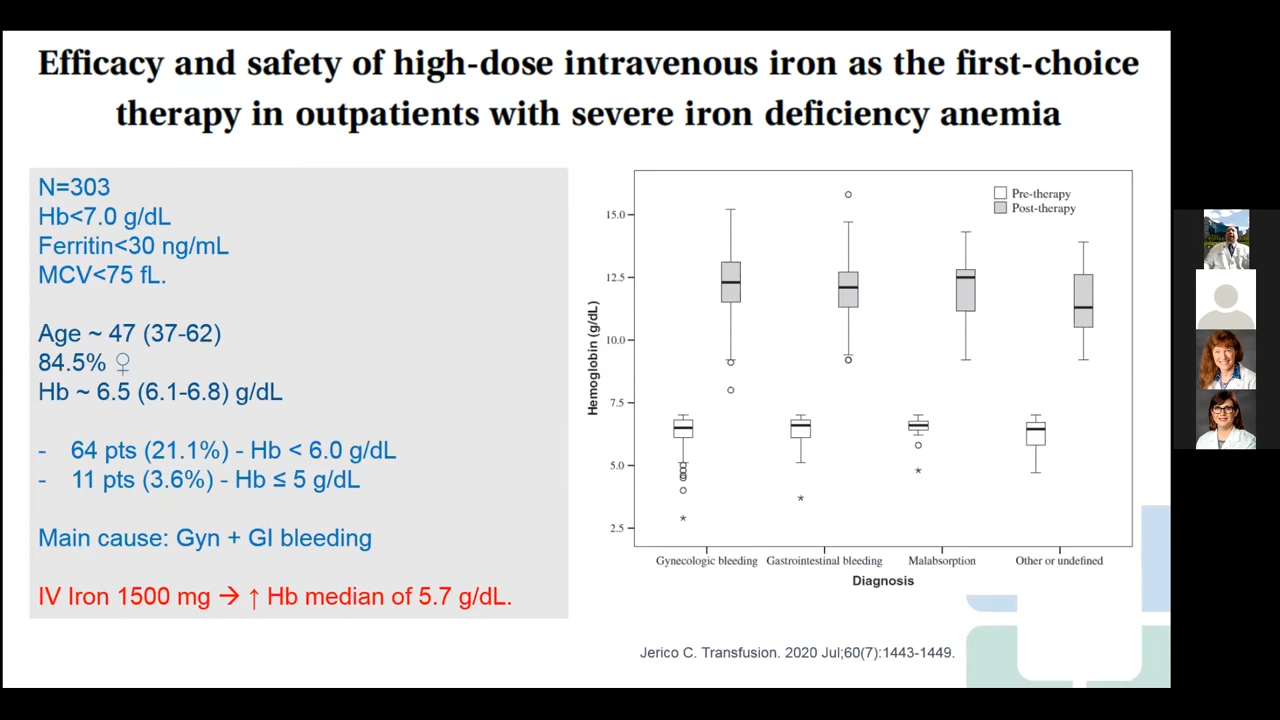 Efficacy and safety of high-dose intravenous iron as the first-choice
therapy in outpatients with severe iron deficiency anemia
N=303
Hb<7.0 g/dL
Ferritin<30 ng/mL
MCV<75 fL.
Age ~ 47 (37-62)
84.5% ♀
Hb ~ 6.5 (6.1-6.8) g/dL
- 64 pts (21.1%) - Hb < 6.0 g/dL
- 11 pts (3.6%) - Hb ≤ 5 g/dL
Main cause: Gyn + GI bleeding
IV Iron 1500 mg → ↑ Hb median of 5.7 g/dL.
Pre-therapy
Post-therapy
Hemoglobin (g/dL)
15.0
12.5
10.0
7.5
5.0
2.5
Gynecologic bleeding Gastrointestinal bleeding Malabsorption Other or undefined
Diagnosis
Jerico C. Transfusion. 2020 Jul;60(7):1443-1449.